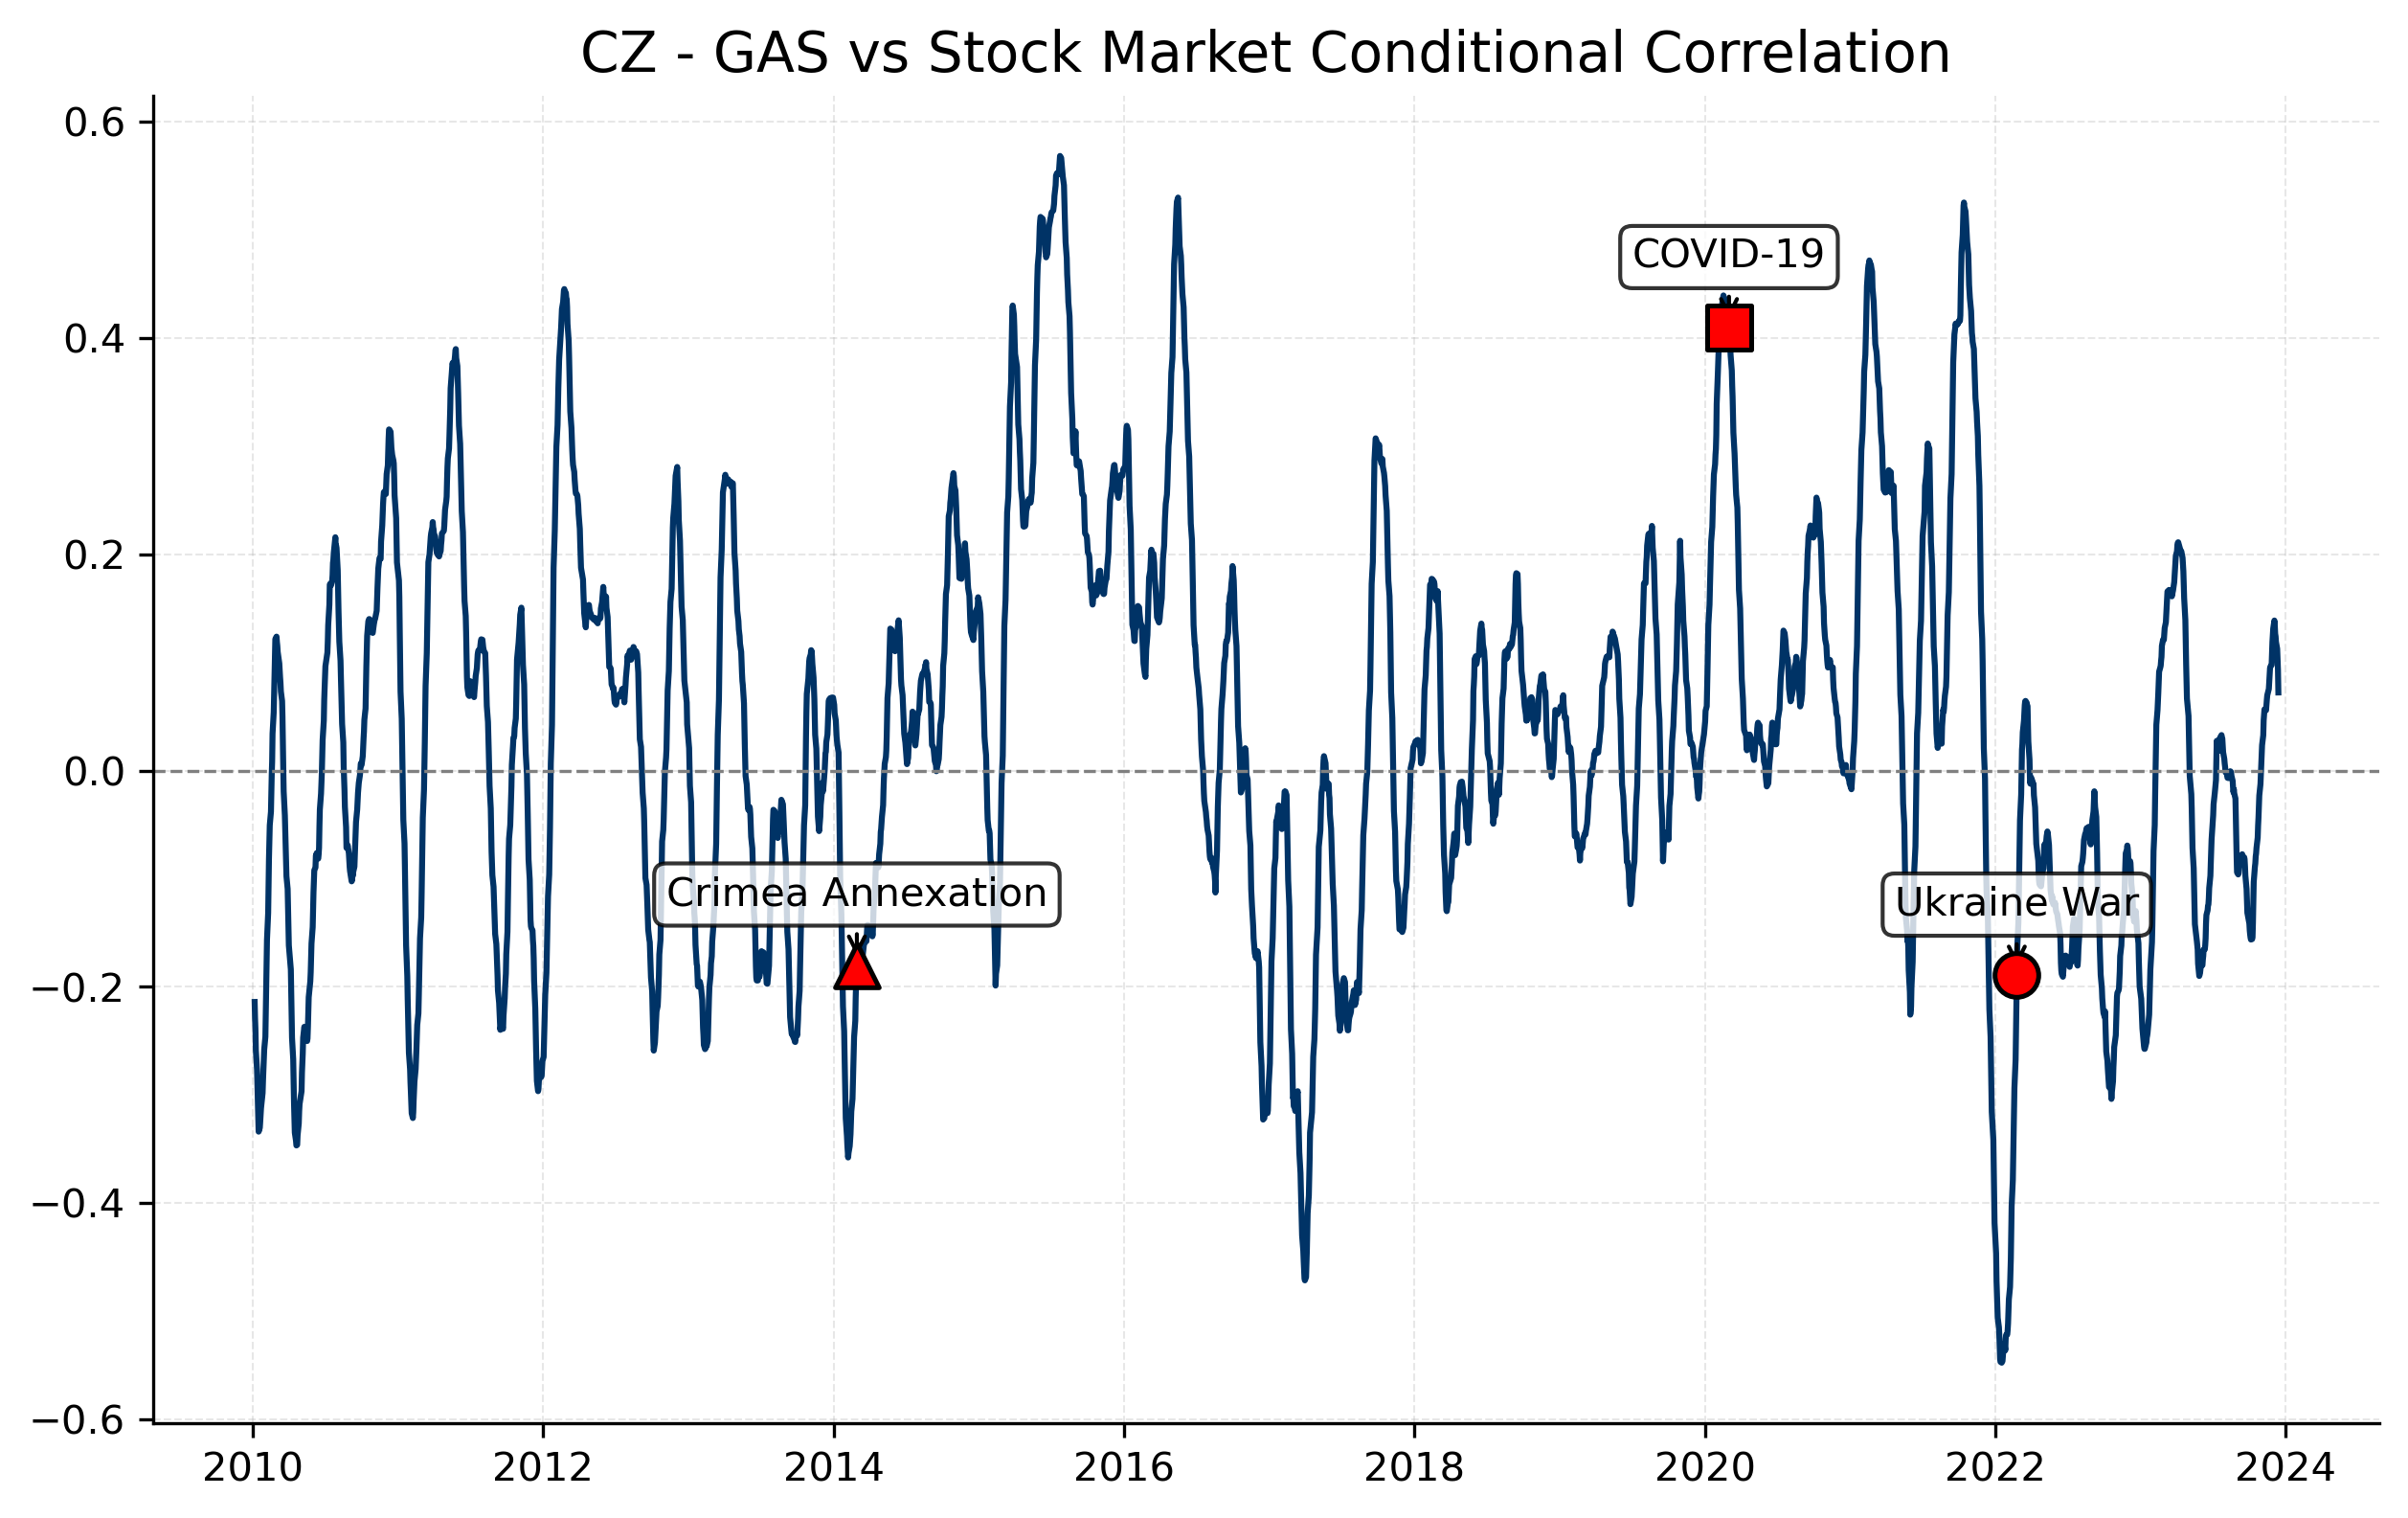 CZ - GAS vs Stock Market Conditional Correlation
0.6
0.4
0.2
0.0
−0.2
−0.4
−0.6
COVID-19
Crimea Annexation
Ukraine War
2010 2012 2014 2016 2018 2020 2022 2024